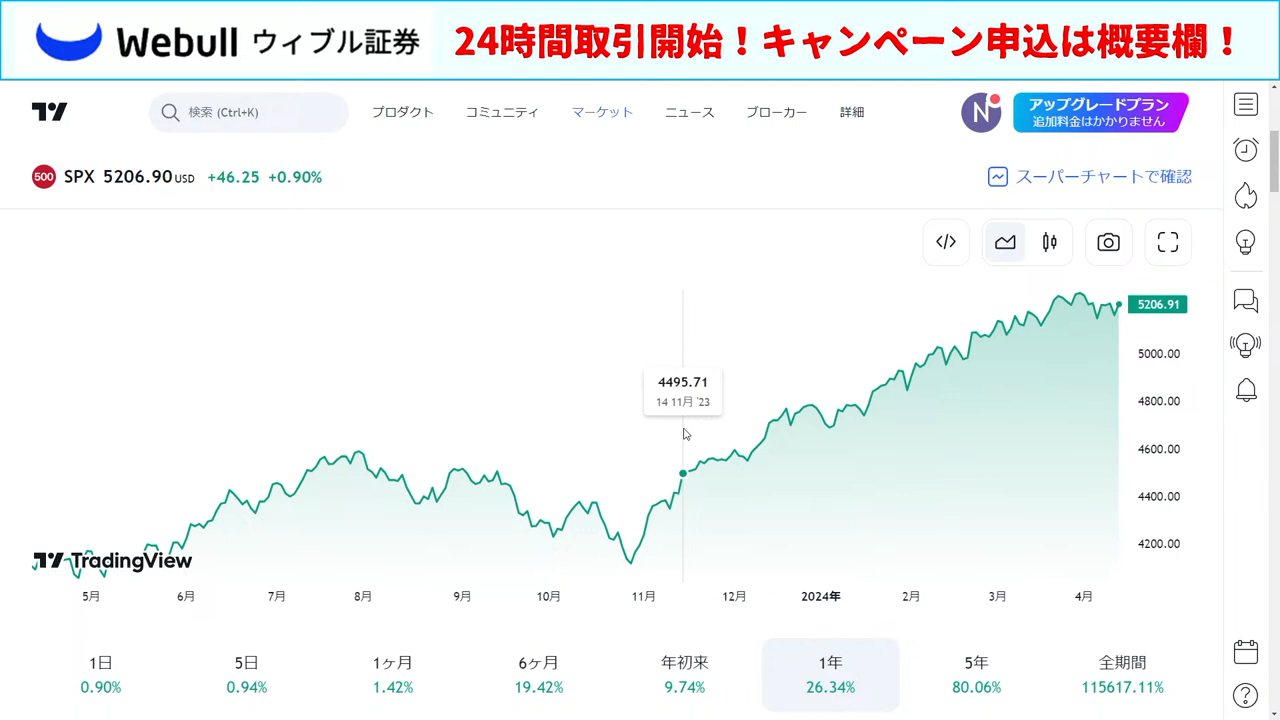 Webull ウィブル証券
24時間取引開始！キャンペーン申込は概要欄！
検索 (Ctrl+K)
プロダクト
コミュニティ
マーケット
ニュース
ブローカー
詳細
N
アップグレードプラン
追加料金はかかりません
500 SPX 5206.90 USD +46.25 +0.90%
スーパーチャートで確認
5206.91
5000.00
4800.00
4600.00
4400.00
4200.00
4495.71
14 11月 '23
TradingView
5月 6月 7月 8月 9月 10月 11月 12月 2024年 2月 3月 4月
1日 5日 1ヶ月 6ヶ月 年初来 1年 5年 全期間
0.90% 0.94% 1.42% 19.42% 9.74% 26.34% 80.06% 115617.11%